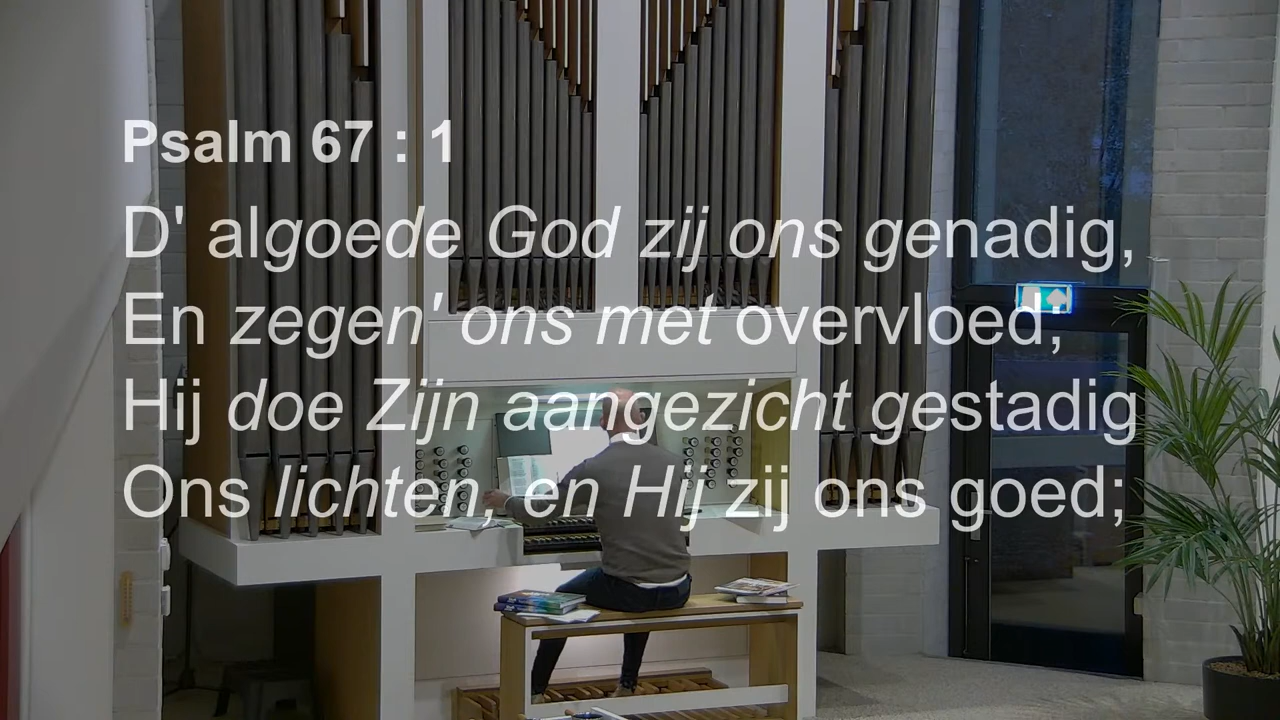 Psalm 67 : 1
D' algoede God zij ons genadig,
En zegen' ons met overvloed;
Hij doe Zijn aangezicht gestadig
Ons lichten, en Hij zij ons goed;